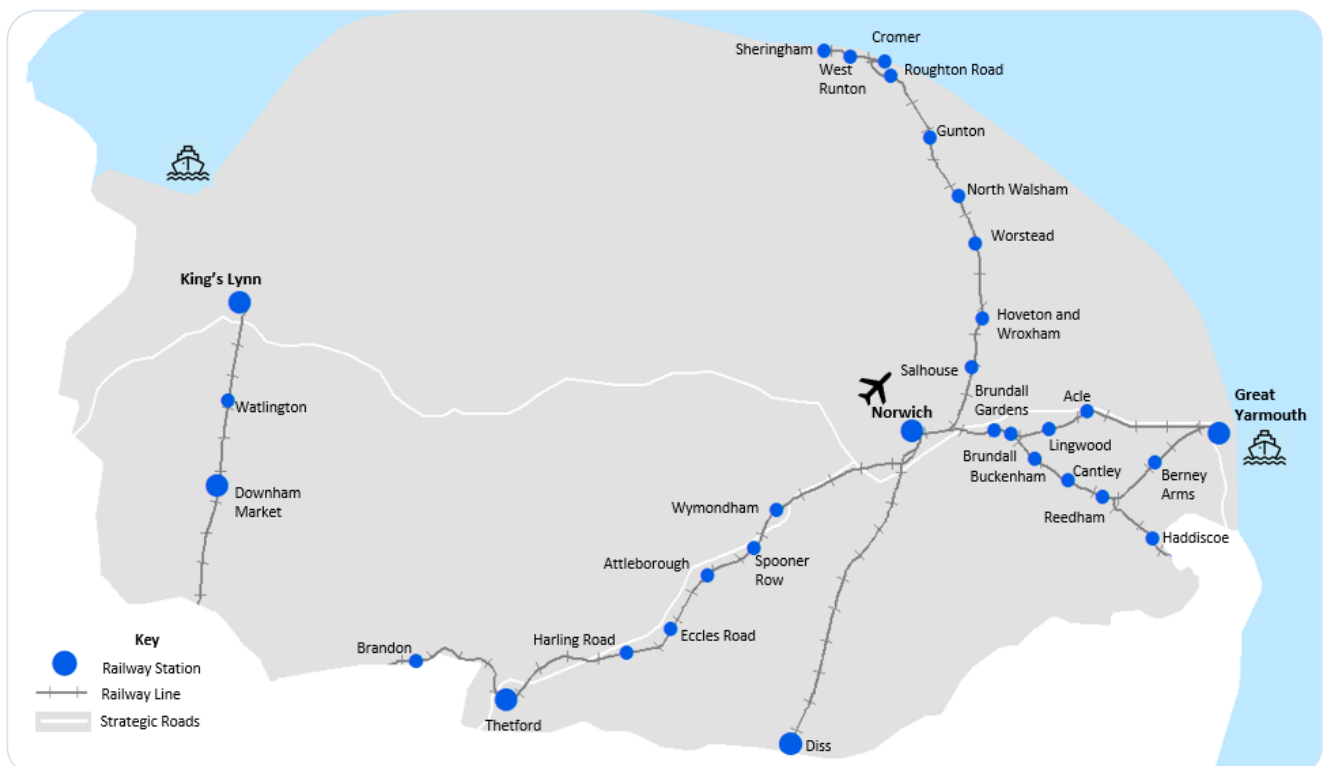 Cromer
Sheringham
West
Runton
Roughton Road
Gunton
North Walsham
Worstead
King’s Lynn
Hoveton and
Wroxham
Salhouse
Brundall
Gardens
Acle
Great
Yarmouth
Watlington
Norwich
Lingwood
Brundall
Buckenham
Cantley
Berney
Arms
Downham
Market
Wymondham
Reedham
Haddiscoe
Attleborough
Spooner
Row
Key
Harling Road
Eccles Road
Brandon
Railway Station
Railway Line
Strategic Roads
Thetford
Diss